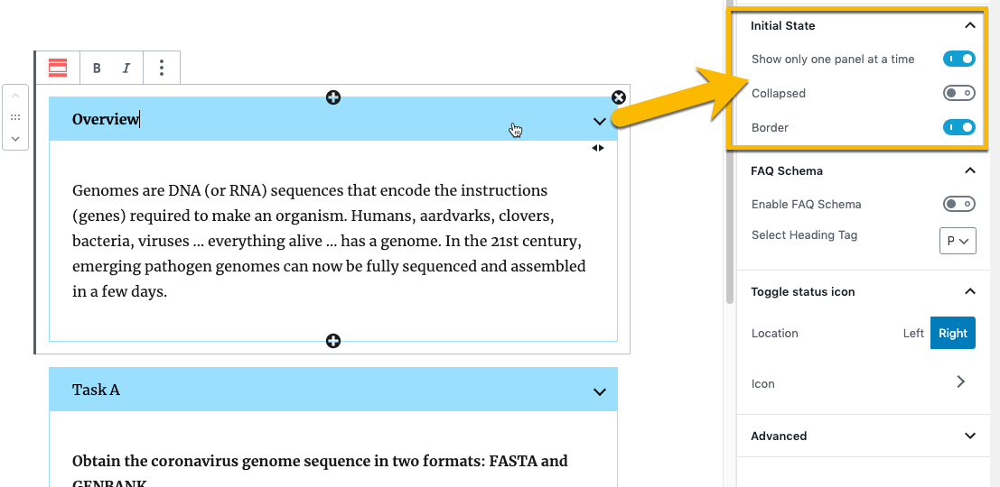 B I
Overview
Genomes are DNA (or RNA) sequences that encode the instructions
(genes) required to make an organism. Humans, aardvarks, clovers,
bacteria, viruses ... everything alive ... has a genome. In the 21st century,
emerging pathogen genomes can now be fully sequenced and assembled
in a few days.
Task A
Obtain the coronavirus genome sequence in two formats: FASTA and
GENBANK
Initial State
Show only one panel at a time
Collapsed
Border
FAQ Schema
Enable FAQ Schema
Select Heading Tag
P
Toggle status icon
Location Left Right
Icon
Advanced